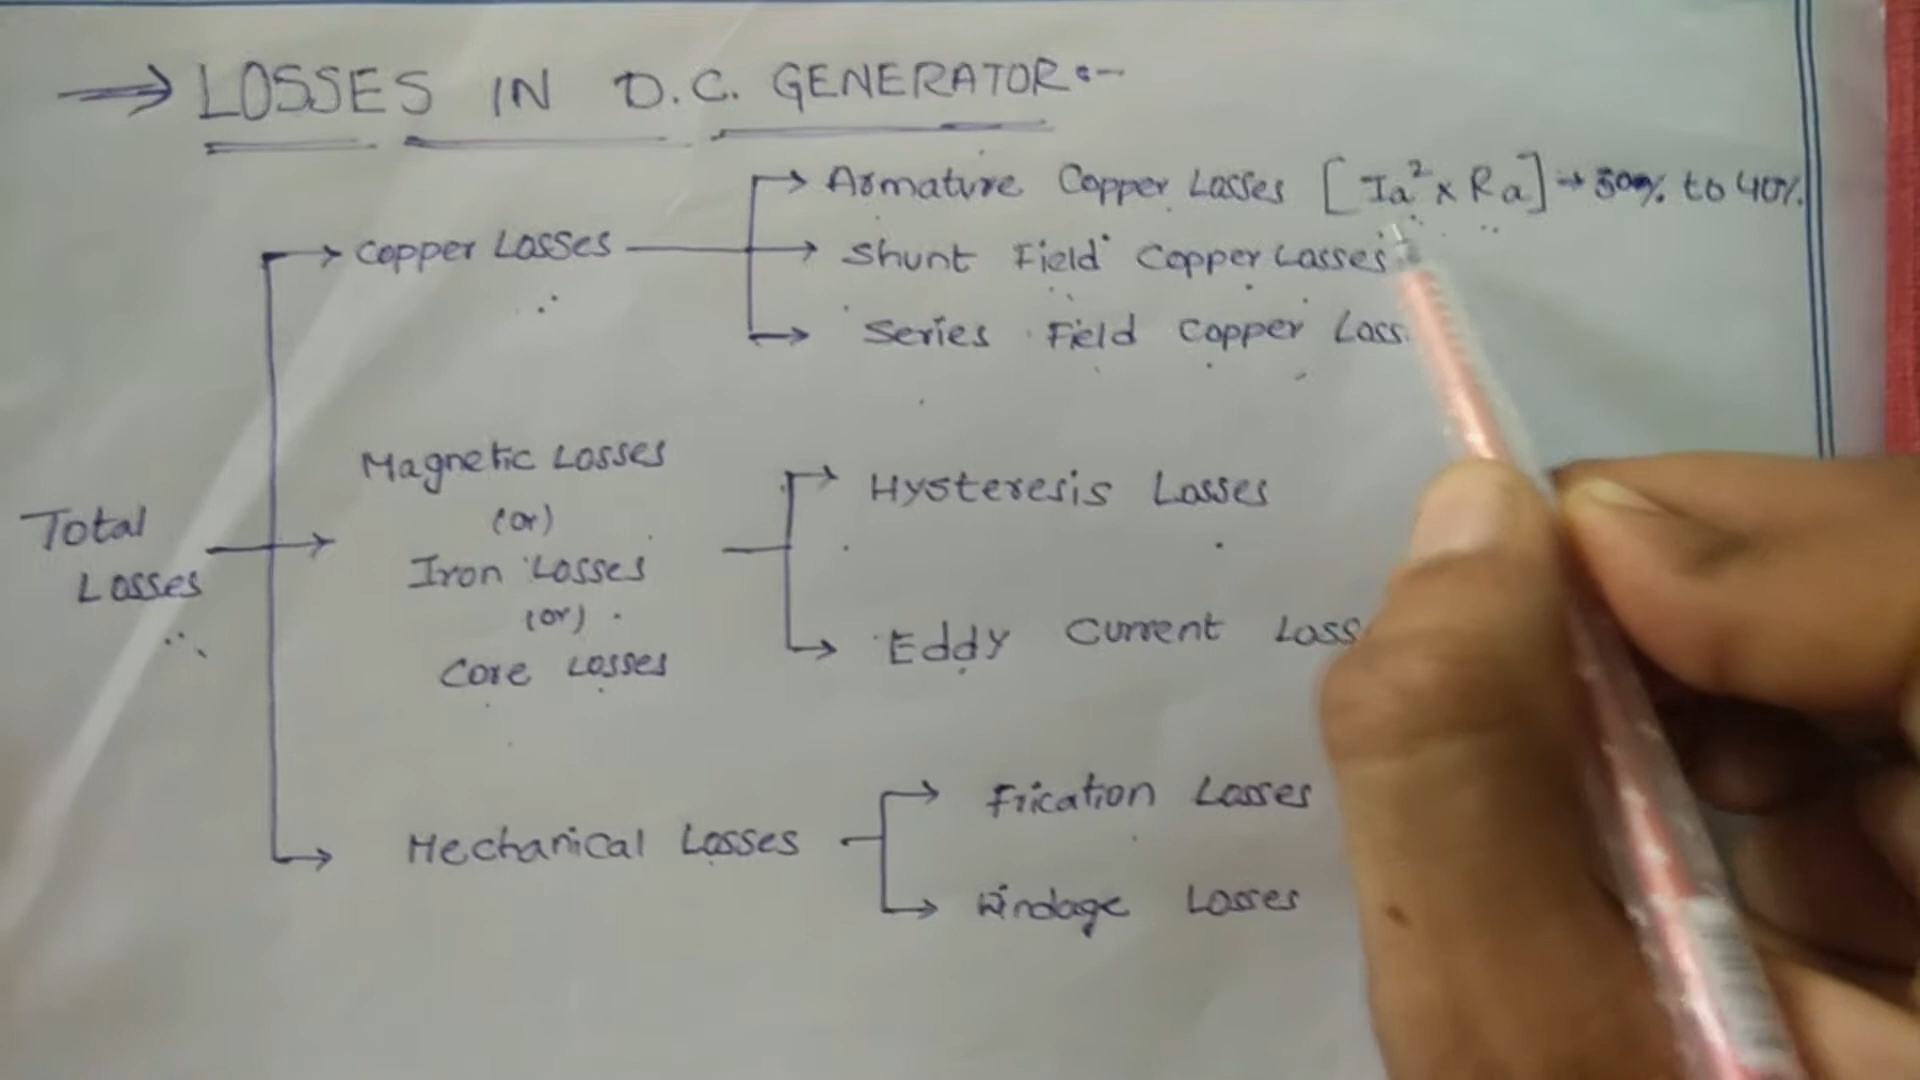 → LOSSES IN D.C. GENERATOR:-
Armature Copper Losses [Ia² x Ra] → 30% to 40%
Copper Losses
Shunt Field Copper Losses
Series Field Copper Loss
Magnetic Losses
(or)
Iron Losses
(or)
Core Losses
Hysteresis Losses
Eddy Current Loss
Total
Losses
Mechanical Losses
Frication Losses
Windage Losses